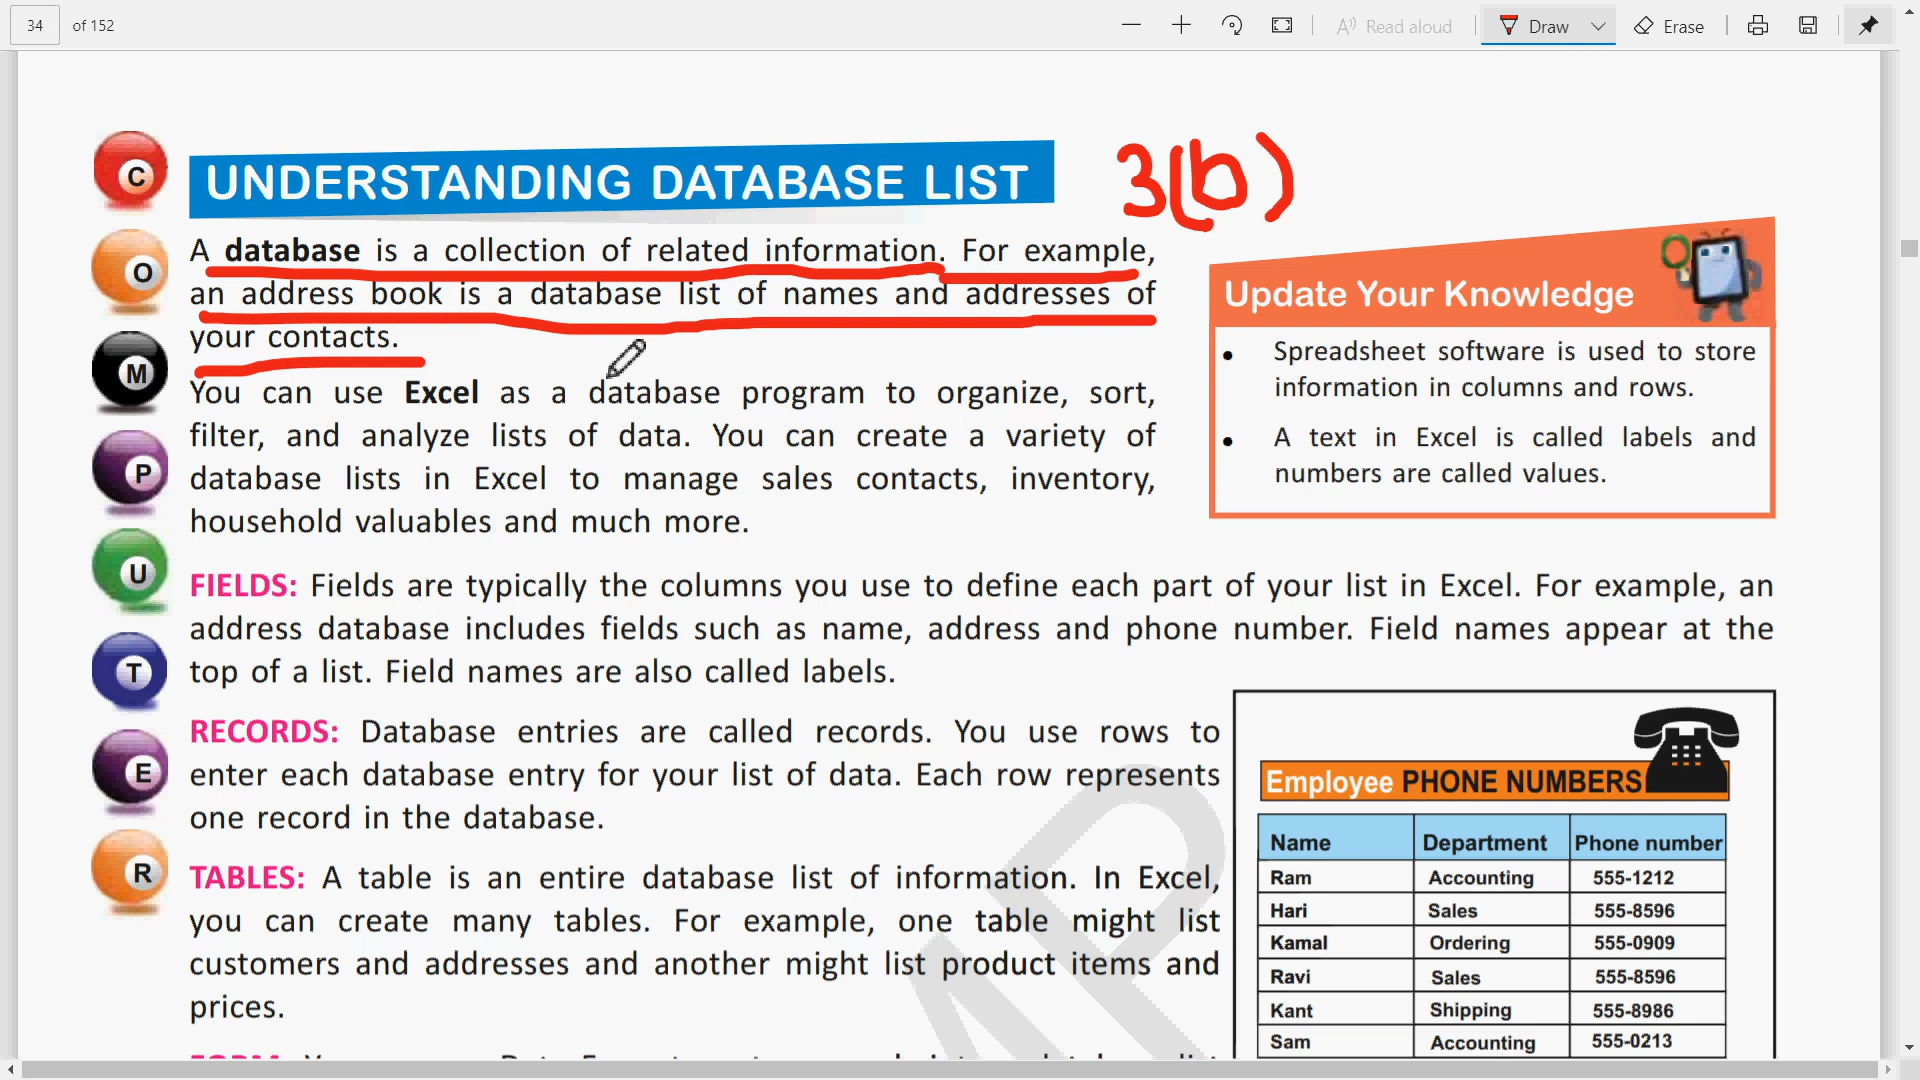 34 of 152
Read aloud
Draw
Erase
C
O
M
P
U
T
E
R
UNDERSTANDING DATABASE LIST
3(b)
A database is a collection of related information. For example,
an address book is a database list of names and addresses of
your contacts.
You can use Excel as a database program to organize, sort,
filter, and analyze lists of data. You can create a variety of
database lists in Excel to manage sales contacts, inventory,
household valuables and much more.
Update Your Knowledge
• Spreadsheet software is used to store
information in columns and rows.
• A text in Excel is called labels and
numbers are called values.
FIELDS: Fields are typically the columns you use to define each part of your list in Excel. For example, an
address database includes fields such as name, address and phone number. Field names appear at the
top of a list. Field names are also called labels.
RECORDS: Database entries are called records. You use rows to
enter each database entry for your list of data. Each row represents
one record in the database.
TABLES: A table is an entire database list of information. In Excel,
you can create many tables. For example, one table might list
customers and addresses and another might list product items and
prices.
Employee PHONE NUMBERS
Name Department Phone number
Ram Accounting 555-1212
Hari Sales 555-8596
Kamal Ordering 555-0909
Ravi Sales 555-8596
Kant Shipping 555-8986
Sam Accounting 555-0213